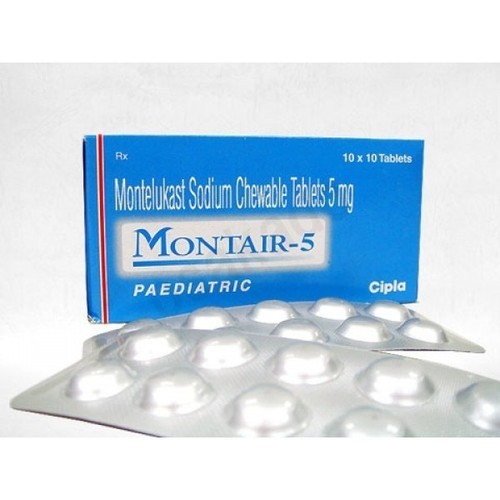 Rx
10 x 10 Tablets
Montelukast Sodium Chewable Tablets 5 mg
MONTAIR-5
PAEDIATRIC
Cipla